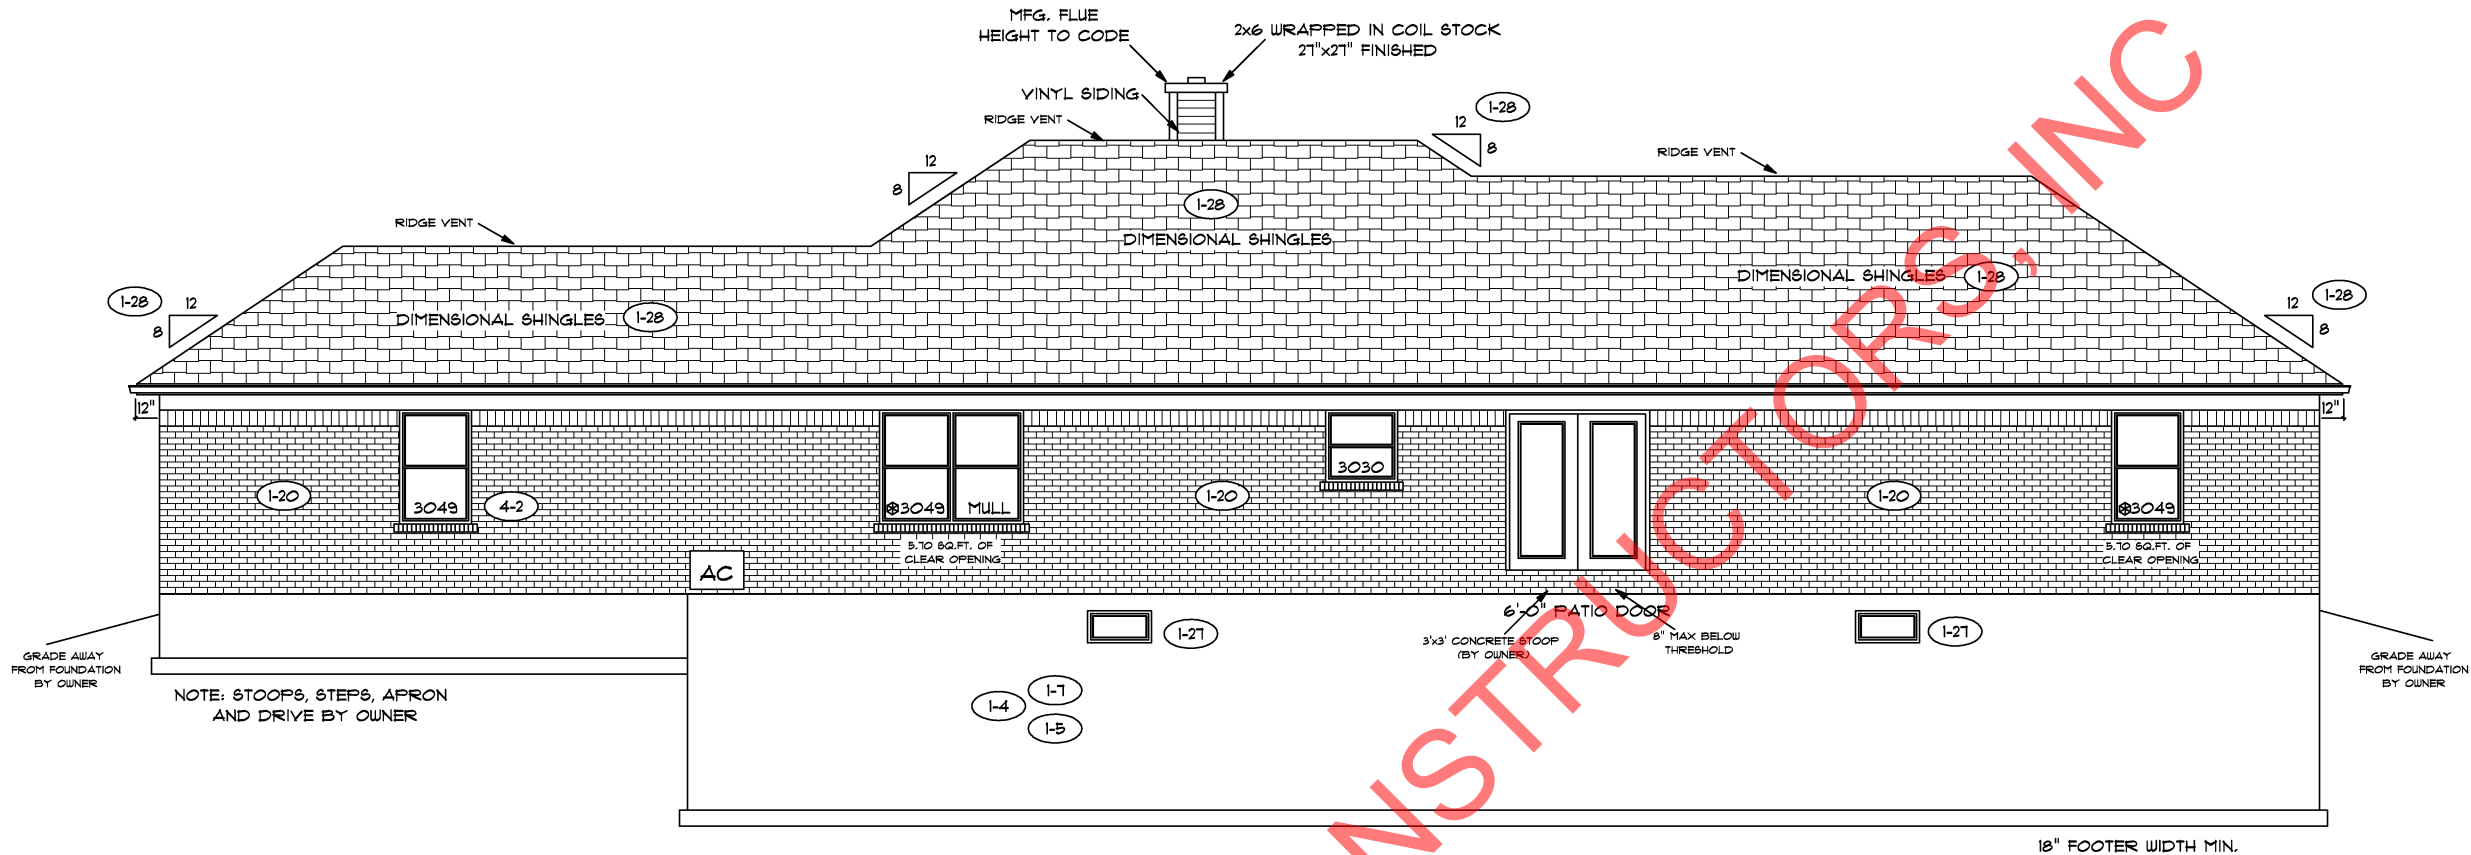 MFG. FLUE
HEIGHT TO CODE
2x6 WRAPPED IN COIL STOCK
27"x27" FINISHED
VINYL SIDING
RIDGE VENT
1-28
12
8
12
8
RIDGE VENT
1-28
RIDGE VENT
DIMENSIONAL SHINGLES
DIMENSIONAL SHINGLES
1-28
1-28
12
8
12
8
1-28
DIMENSIONAL SHINGLES
1-28
12"
12"
3030
1-20
3049
4-2
3049
MULL
1-20
1-20
3049
5.70 SQ.FT. OF
CLEAR OPENING
5.70 SQ.FT. OF
CLEAR OPENING
AC
6'-0" PATIO DOOR
1-27
1-27
3'x3' CONCRETE STOOP
(BY OWNER)
8" MAX BELOW
THRESHOLD
GRADE AWAY
FROM FOUNDATION
BY OWNER
GRADE AWAY
FROM FOUNDATION
BY OWNER
NOTE: STOOPS, STEPS, APRON
AND DRIVE BY OWNER
1-7
1-4
1-5
18" FOOTER WIDTH MIN.
NSTRUCTORS, INC